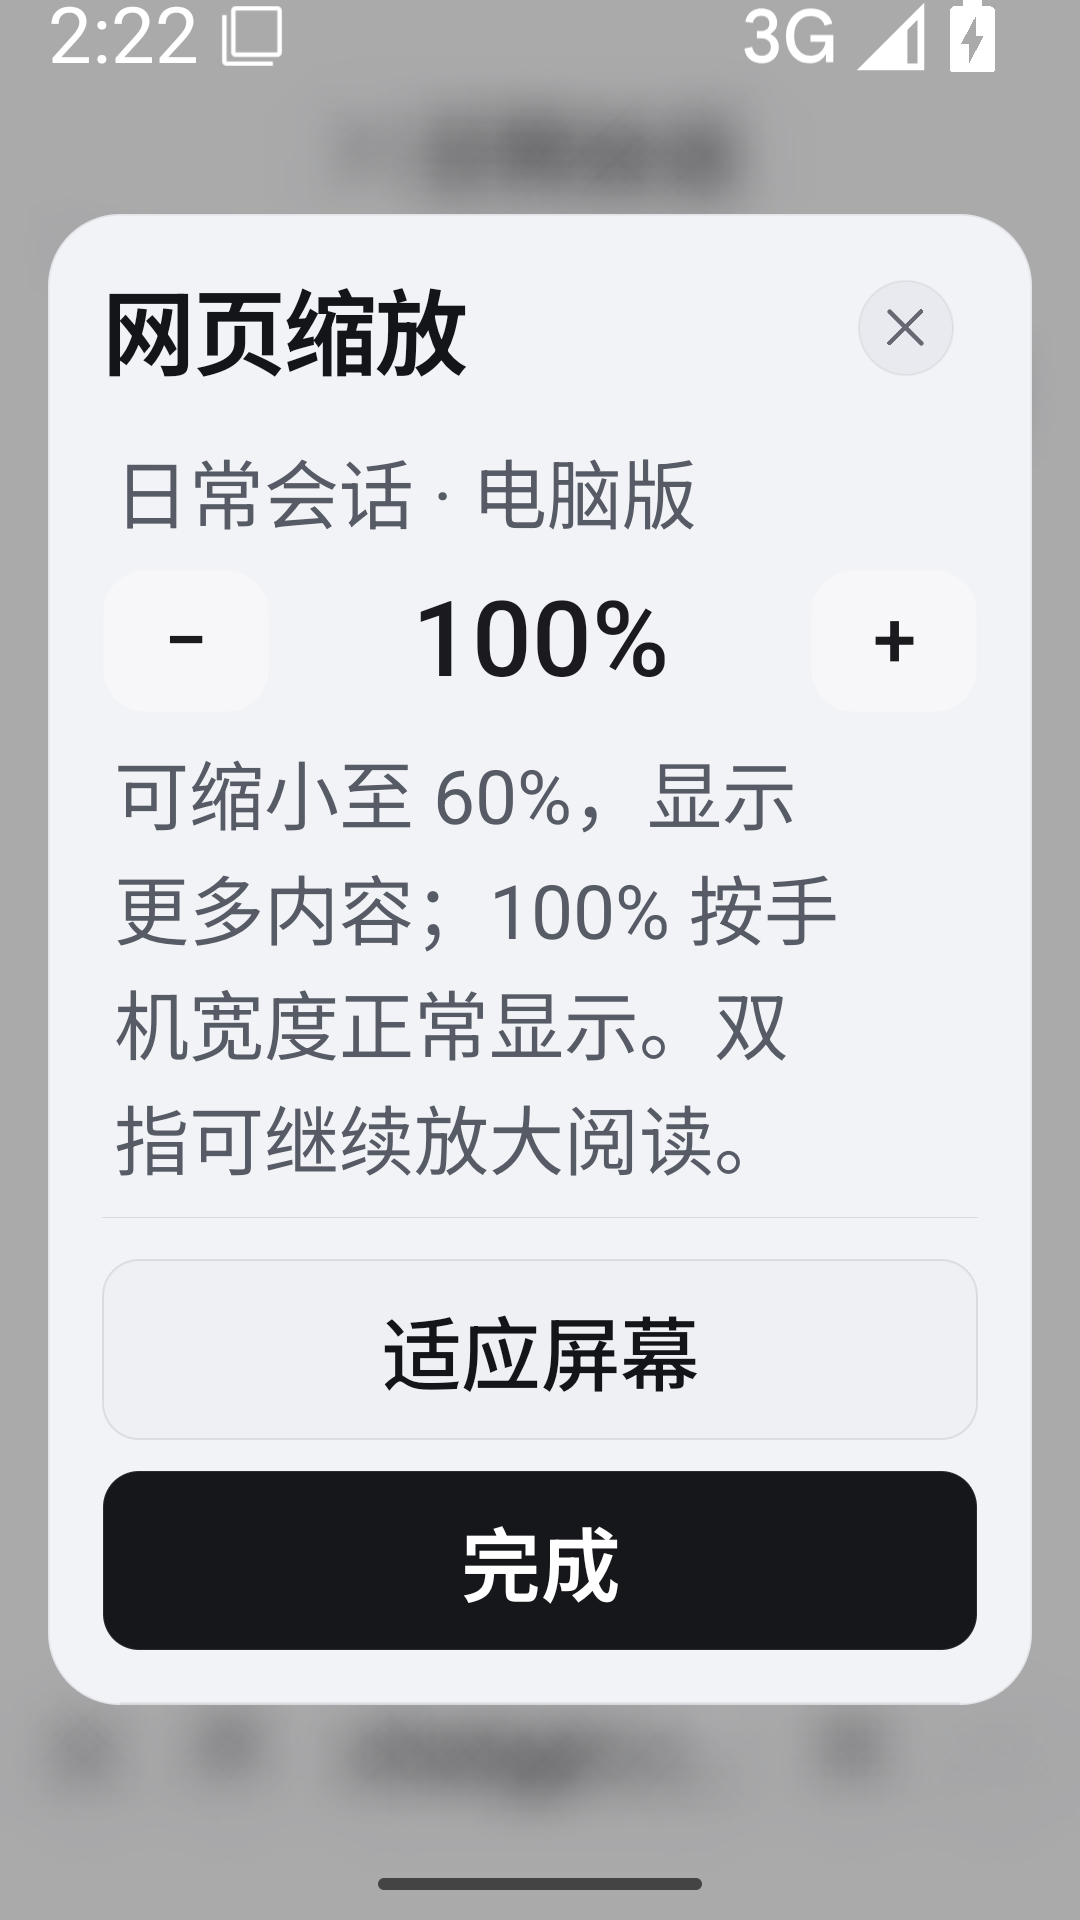 2:22 3G
网页缩放
日常会话 · 电脑版
− 100% +
可缩小至 60%，显示
更多内容；100% 按手
机宽度正常显示。双
指可继续放大阅读。
适应屏幕
完成